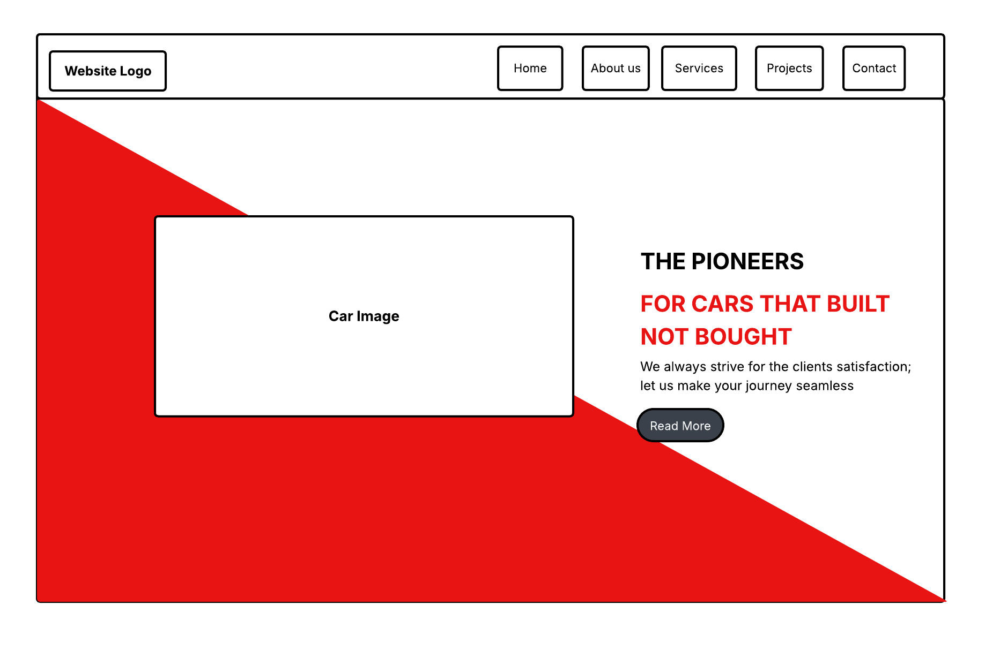 Website Logo
Home
About us
Services
Projects
Contact
Car Image
THE PIONEERS
FOR CARS THAT BUILT
NOT BOUGHT
We always strive for the clients satisfaction;
let us make your journey seamless
Read More